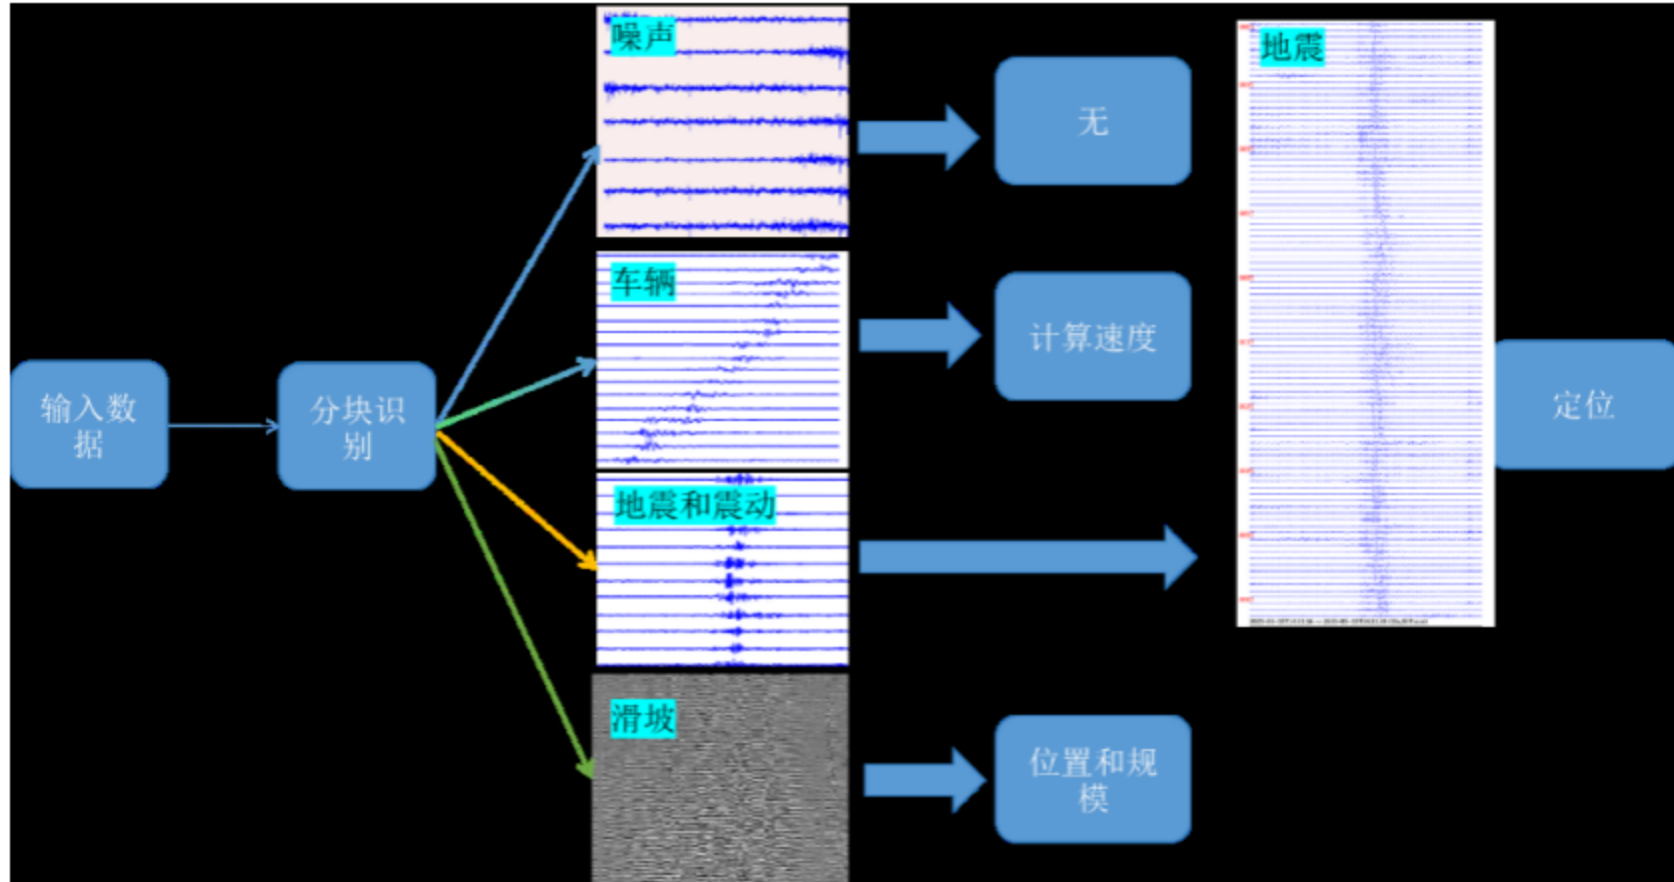 输入数
据
分块识
别
噪声
无
车辆
计算速度
地震和震动
地震
定位
滑坡
位置和规
模